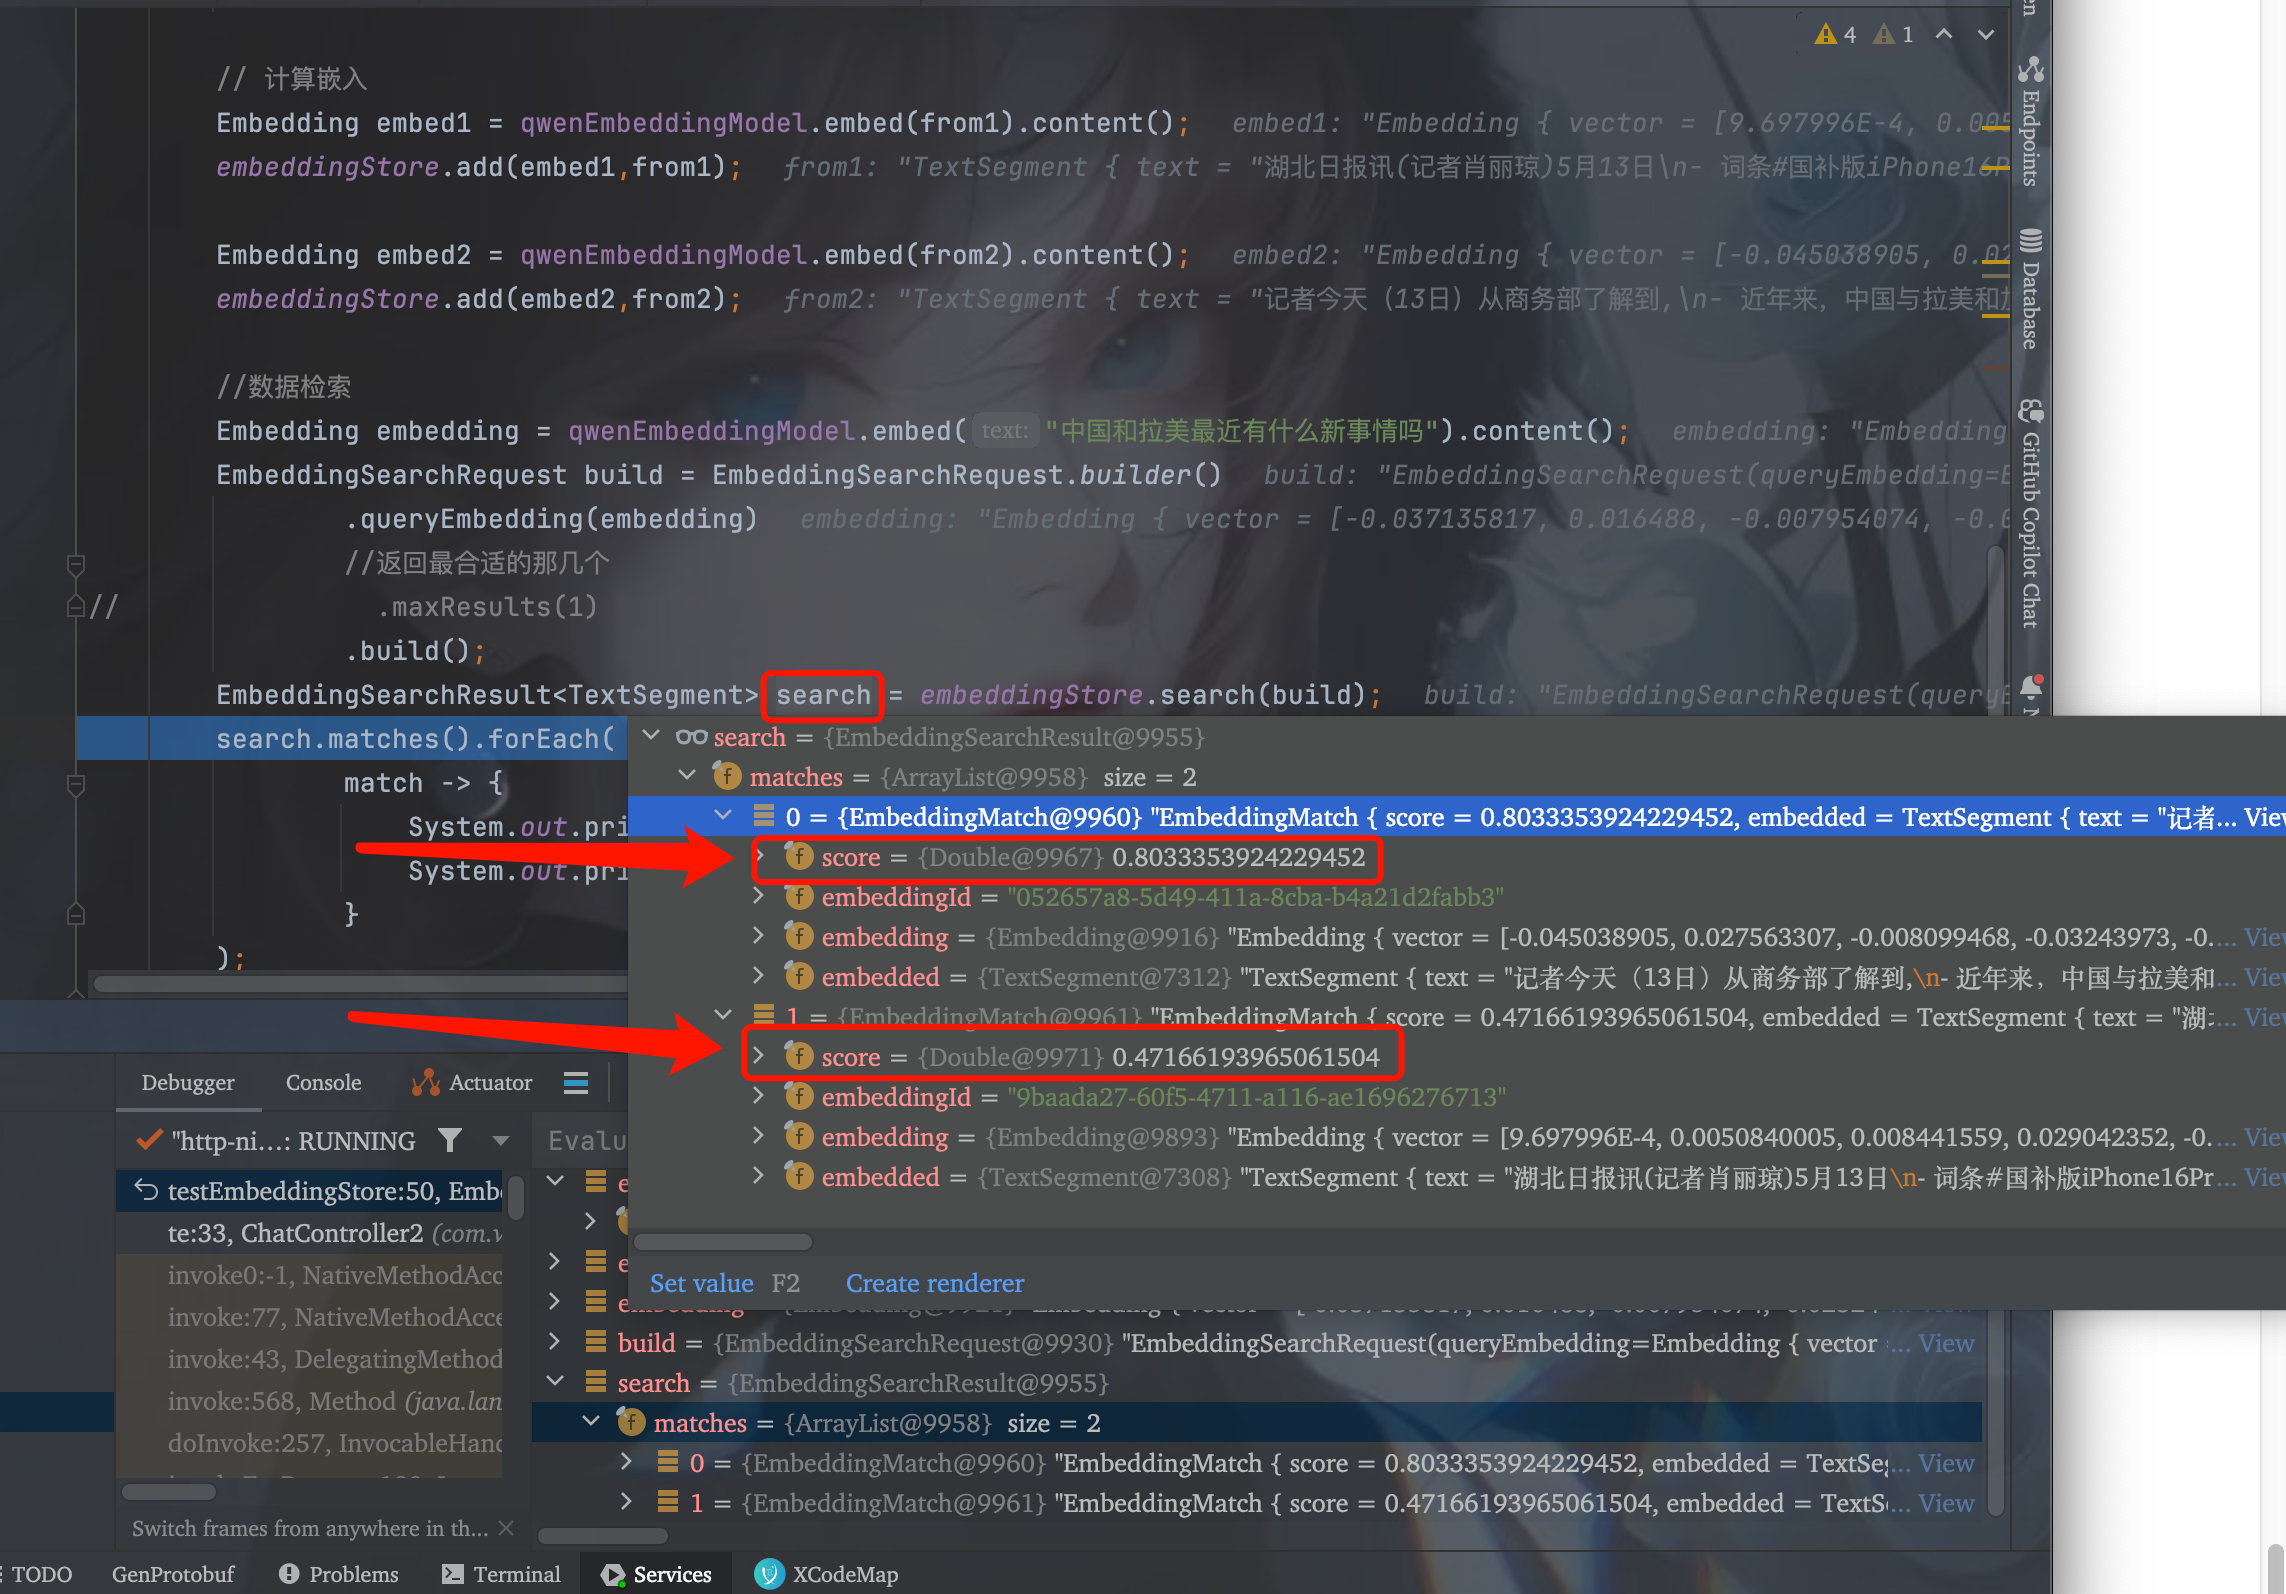 4 1
// 计算嵌入
Embedding embed1 = qwenEmbeddingModel.embed(from1).content(); embed1: "Embedding { vector = [9.697996E-4, 0.005
embeddingStore.add(embed1,from1); from1: "TextSegment { text = "湖北日报讯(记者肖丽琼)5月13日\n- 词条#国补版iPhone16P
Embedding embed2 = qwenEmbeddingModel.embed(from2).content(); embed2: "Embedding { vector = [-0.045038905, 0.02
embeddingStore.add(embed2,from2); from2: "TextSegment { text = "记者今天（13日）从商务部了解到,\n- 近年来，中国与拉美和加
//数据检索
Embedding embedding = qwenEmbeddingModel.embed( text: "中国和拉美最近有什么新事情吗").content(); embedding: "Embedding
EmbeddingSearchRequest build = EmbeddingSearchRequest.builder() build: "EmbeddingSearchRequest(queryEmbedding=E
.queryEmbedding(embedding) embedding: "Embedding { vector = [-0.037135817, 0.016488, -0.007954074, -0.0
//返回最合适的那几个
// .maxResults(1)
.build();
EmbeddingSearchResult<TextSegment> search = embeddingStore.search(build); build: "EmbeddingSearchRequest(queryE
search.matches().forEach(
match -> {
System.out.pri
System.out.pri
}
);
search = {EmbeddingSearchResult@9955}
matches = {ArrayList@9958} size = 2
0 = {EmbeddingMatch@9960} "EmbeddingMatch { score = 0.8033353924229452, embedded = TextSegment { text = "记者... View
score = {Double@9967} 0.8033353924229452
embeddingId = "052657a8-5d49-411a-8cba-b4a21d2fabb3"
embedding = {Embedding@9916} "Embedding { vector = [-0.045038905, 0.027563307, -0.008099468, -0.03243973, -0.... View
embedded = {TextSegment@7312} "TextSegment { text = "记者今天（13日）从商务部了解到,\n- 近年来，中国与拉美和... View
1 = {EmbeddingMatch@9961} "EmbeddingMatch { score = 0.47166193965061504, embedded = TextSegment { text = "湖... View
score = {Double@9971} 0.47166193965061504
embeddingId = "9baada27-60f5-4711-a116-ae1696276713"
embedding = {Embedding@9893} "Embedding { vector = [9.697996E-4, 0.0050840005, 0.008441559, 0.029042352, -0.... View
embedded = {TextSegment@7308} "TextSegment { text = "湖北日报讯(记者肖丽琼)5月13日\n- 词条#国补版iPhone16Pr... View
Set value F2 Create renderer
Endpoints
Database
GitHub Copilot Chat
Debugger Console Actuator
"http-ni...: RUNNING
Evalu
testEmbeddingStore:50, Embe
te:33, ChatController2 (com.v
invoke0:-1, NativeMethodAcc
invoke:77, NativeMethodAcce
invoke:43, DelegatingMethod
invoke:568, Method (java.lan
doInvoke:257, InvocableHand
Switch frames from anywhere in th...
build = {EmbeddingSearchRequest@9930} "EmbeddingSearchRequest(queryEmbedding=Embedding { vector ... View
search = {EmbeddingSearchResult@9955}
matches = {ArrayList@9958} size = 2
0 = {EmbeddingMatch@9960} "EmbeddingMatch { score = 0.8033353924229452, embedded = TextSeg... View
1 = {EmbeddingMatch@9961} "EmbeddingMatch { score = 0.47166193965061504, embedded = TextS... View
TODO GenProtobuf Problems Terminal Services XCodeMap